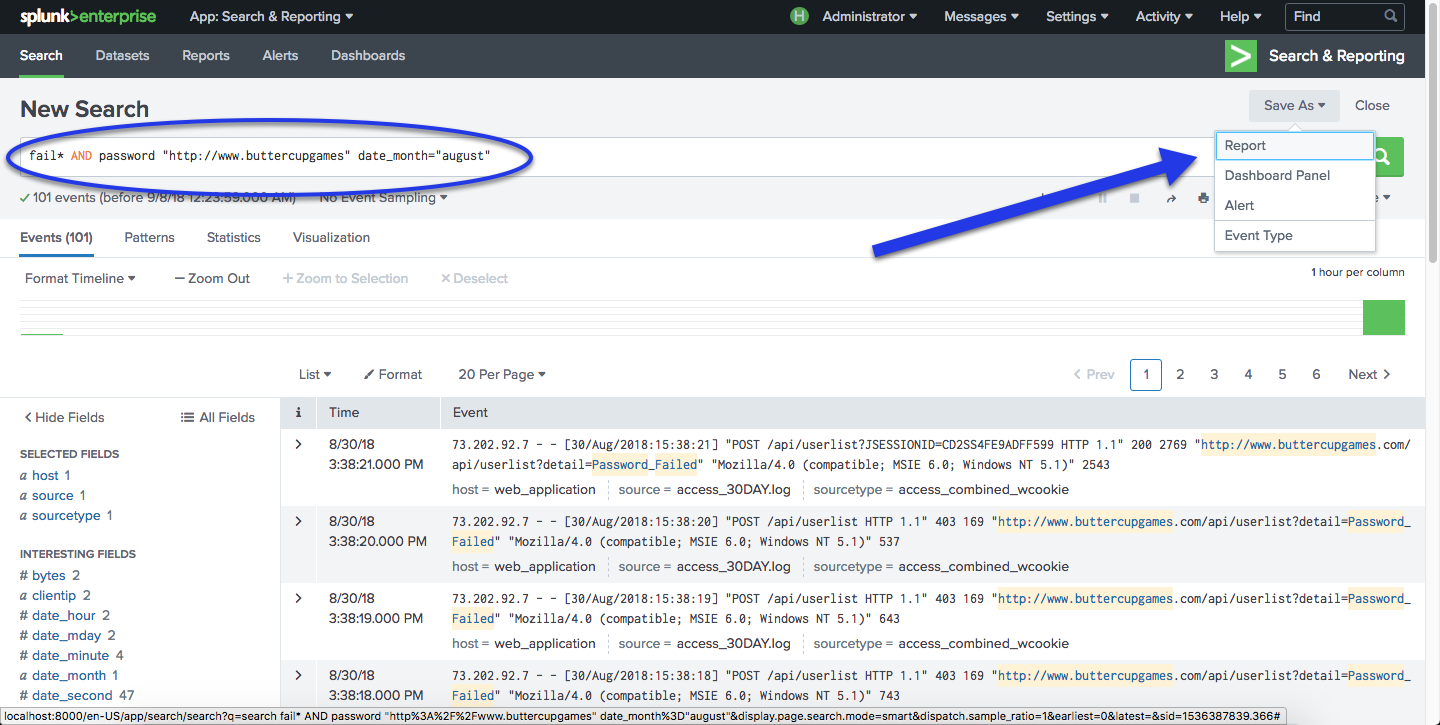 splunk>enterprise App: Search & Reporting H Administrator Messages Settings Activity Help Find
Search Datasets Reports Alerts Dashboards Search & Reporting
New Search Save As Close
fail* AND password "http://www.buttercupgames" date_month="august"
Report
Dashboard Panel
Alert
Event Type
101 events (before 9/8/18 12:23:59.000 AM) No Event Sampling
Events (101) Patterns Statistics Visualization
Format Timeline — Zoom Out + Zoom to Selection × Deselect 1 hour per column
List Format 20 Per Page < Prev 1 2 3 4 5 6 Next >
< Hide Fields All Fields i Time Event
SELECTED FIELDS
a host 1
a source 1
a sourcetype 1
INTERESTING FIELDS
# bytes 2
a clientip 2
# date_hour 2
# date_mday 2
# date_minute 4
a date_month 1
# date_second 47
> 8/30/18
3:38:21.000 PM
73.202.92.7 - - [30/Aug/2018:15:38:21] "POST /api/userlist?JSESSIONID=CD2SS4FE9ADFF599 HTTP 1.1" 200 2769 "http://www.buttercupgames.com/
api/userlist?detail=Password_Failed" "Mozilla/4.0 (compatible; MSIE 6.0; Windows NT 5.1)" 2543
host = web_application source = access_30DAY.log sourcetype = access_combined_wcookie
> 8/30/18
3:38:20.000 PM
73.202.92.7 - - [30/Aug/2018:15:38:20] "POST /api/userlist HTTP 1.1" 403 169 "http://www.buttercupgames.com/api/userlist?detail=Password_
Failed" "Mozilla/4.0 (compatible; MSIE 6.0; Windows NT 5.1)" 537
host = web_application source = access_30DAY.log sourcetype = access_combined_wcookie
> 8/30/18
3:38:19.000 PM
73.202.92.7 - - [30/Aug/2018:15:38:19] "POST /api/userlist HTTP 1.1" 403 169 "http://www.buttercupgames.com/api/userlist?detail=Password_
Failed" "Mozilla/4.0 (compatible; MSIE 6.0; Windows NT 5.1)" 643
host = web_application source = access_30DAY.log sourcetype = access_combined_wcookie
> 8/30/18
3:38:18.000 PM
73.202.92.7 - - [30/Aug/2018:15:38:18] "POST /api/userlist HTTP 1.1" 403 169 "http://www.buttercupgames.com/api/userlist?detail=Password_
Failed" "Mozilla/4.0 (compatible; MSIE 6.0; Windows NT 5.1)" 743
localhost:8000/en-US/app/search/search?q=search fail* AND password "http%3A%2F%2Fwww.buttercupgames" date_month%3D"august"&display.page.search.mode=smart&dispatch.sample_ratio=1&earliest=0&latest=&sid=1536387839.366#